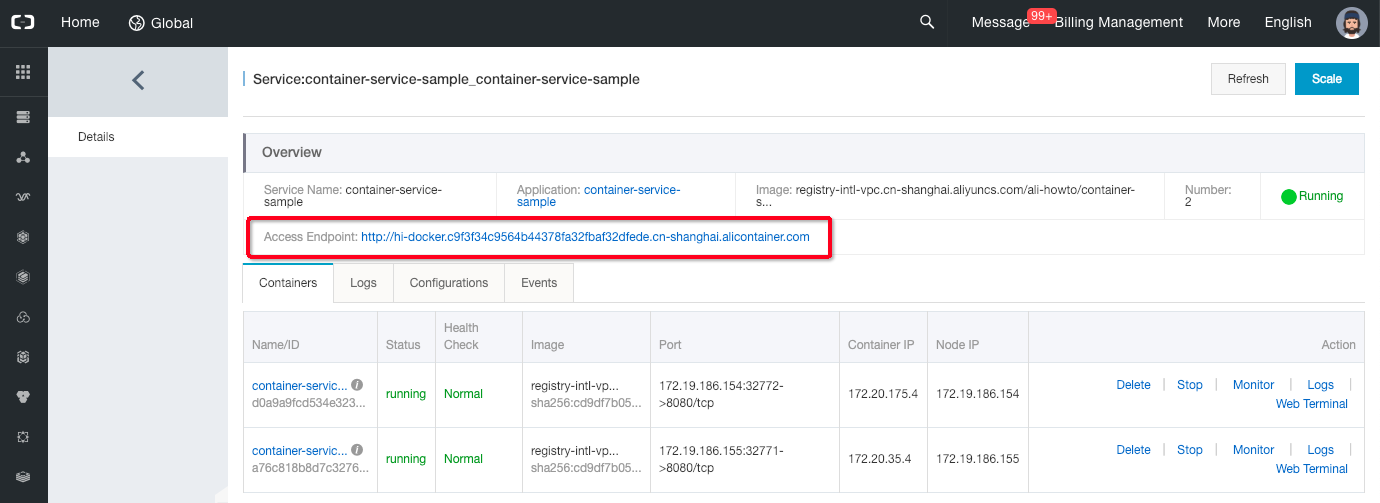 Home
Global
Message
99+
Billing Management
More
English
Details
Service:container-service-sample_container-service-sample
Refresh
Scale
Overview
Service Name: container-service-
sample
Application: container-service-
sample
Image: registry-intl-vpc.cn-shanghai.aliyuncs.com/ali-howto/container-
s...
Number:
2
Running
Access Endpoint: http://hi-docker.c9f3f34c9564b44378fa32fbaf32dfede.cn-shanghai.alicontainer.com
Containers
Logs
Configurations
Events
Name/ID
Status
Health
Check
Image
Port
Container IP
Node IP
Action
container-servic...
d0a9a9fcd534e323...
running
Normal
registry-intl-vp...
sha256:cd9df7b05...
172.19.186.154:32772-
>8080/tcp
172.20.175.4
172.19.186.154
Delete | Stop | Monitor | Logs |
Web Terminal
container-servic...
a76c818b8d7c3276...
running
Normal
registry-intl-vp...
sha256:cd9df7b05...
172.19.186.155:32771-
>8080/tcp
172.20.35.4
172.19.186.155
Delete | Stop | Monitor | Logs |
Web Terminal